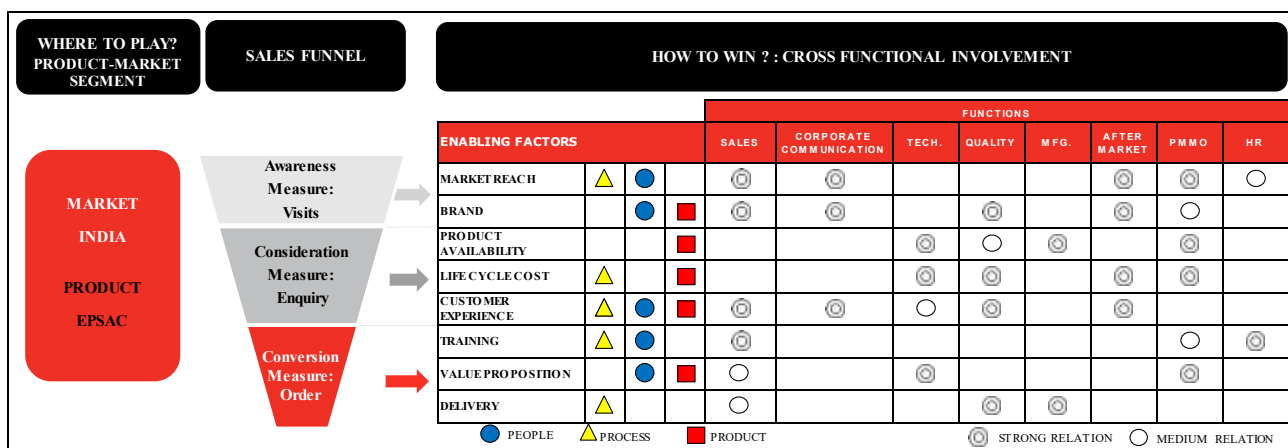 WHERE TO PLAY?
PRODUCT-MARKET
SEGMENT
SALES FUNNEL
HOW TO WIN ? : CROSS FUNCTIONAL INVOLVEMENT
MARKET
INDIA
PRODUCT
EPSAC
Awareness
Measure:
Visits
Consideration
Measure:
Enquiry
Conversion
Measure:
Order
FUNCTIONS
ENABLING FACTORS
SALES
CORPORATE
COMMUNICATION
TECH.
QUALITY
MFG.
AFTER
MARKET
PMMO
HR
MARKET REACH
BRAND
PRODUCT
AVAILABILITY
LIFE CYCLE COST
CUSTOMER
EXPERIENCE
TRAINING
VALUE PROPOSITION
DELIVERY
PEOPLE
PROCESS
PRODUCT
STRONG RELATION
MEDIUM RELATION